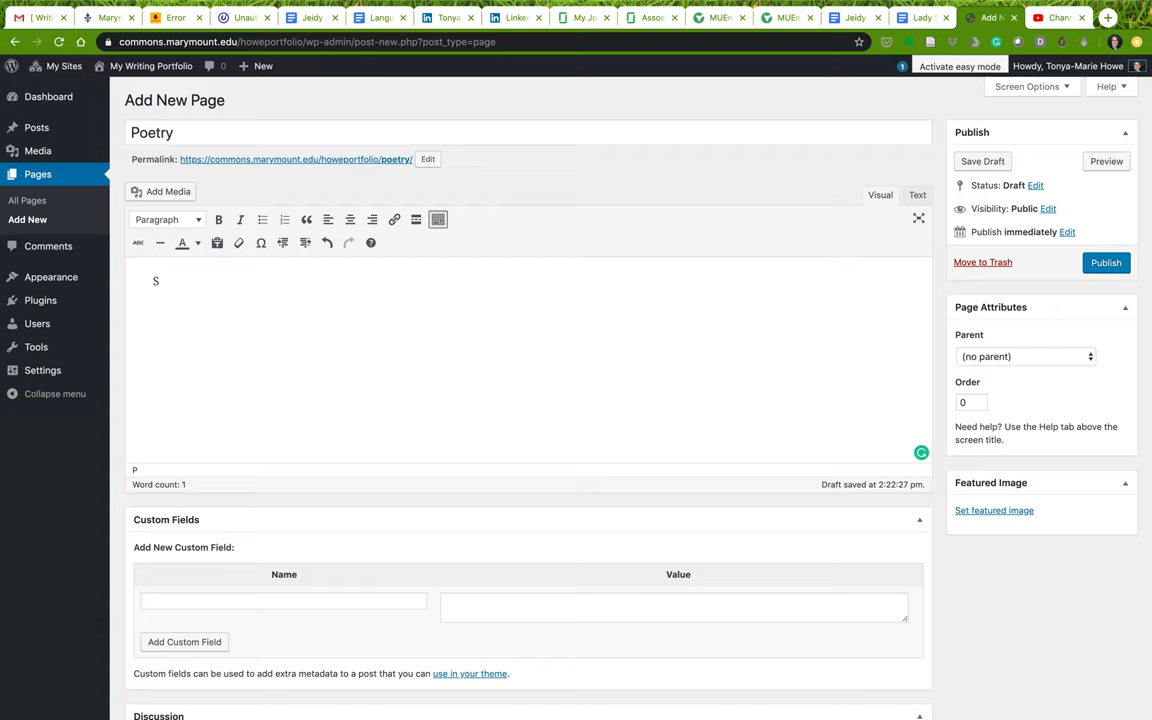 [ Writi
Marym
Error
Unaut
Jeidy
Langu
Tonya
Linke
My Jo
Assoc
MUEn
MUEn
Jeidy
Lady
Add N
Chann
commons.marymount.edu/howeportfolio/wp-admin/post-new.php?post_type=page
My Sites My Writing Portfolio 0 New 1 Activate easy mode Howdy, Tonya-Marie Howe
Screen Options Help
Dashboard
Posts
Media
Pages
All Pages
Add New
Comments
Appearance
Plugins
Users
Tools
Settings
Collapse menu
Add New Page
Poetry
Permalink: https://commons.marymount.edu/howeportfolio/poetry/ Edit
Add Media
Visual Text
Paragraph B I
ABC A
S
P
Word count: 1 Draft saved at 2:22:27 pm.
Custom Fields
Add New Custom Field:
Name Value
Add Custom Field
Custom fields can be used to add extra metadata to a post that you can use in your theme.
Discussion
Publish
Save Draft Preview
Status: Draft Edit
Visibility: Public Edit
Publish immediately Edit
Move to Trash Publish
Page Attributes
Parent
(no parent)
Order
0
Need help? Use the Help tab above the
screen title.
Featured Image
Set featured image